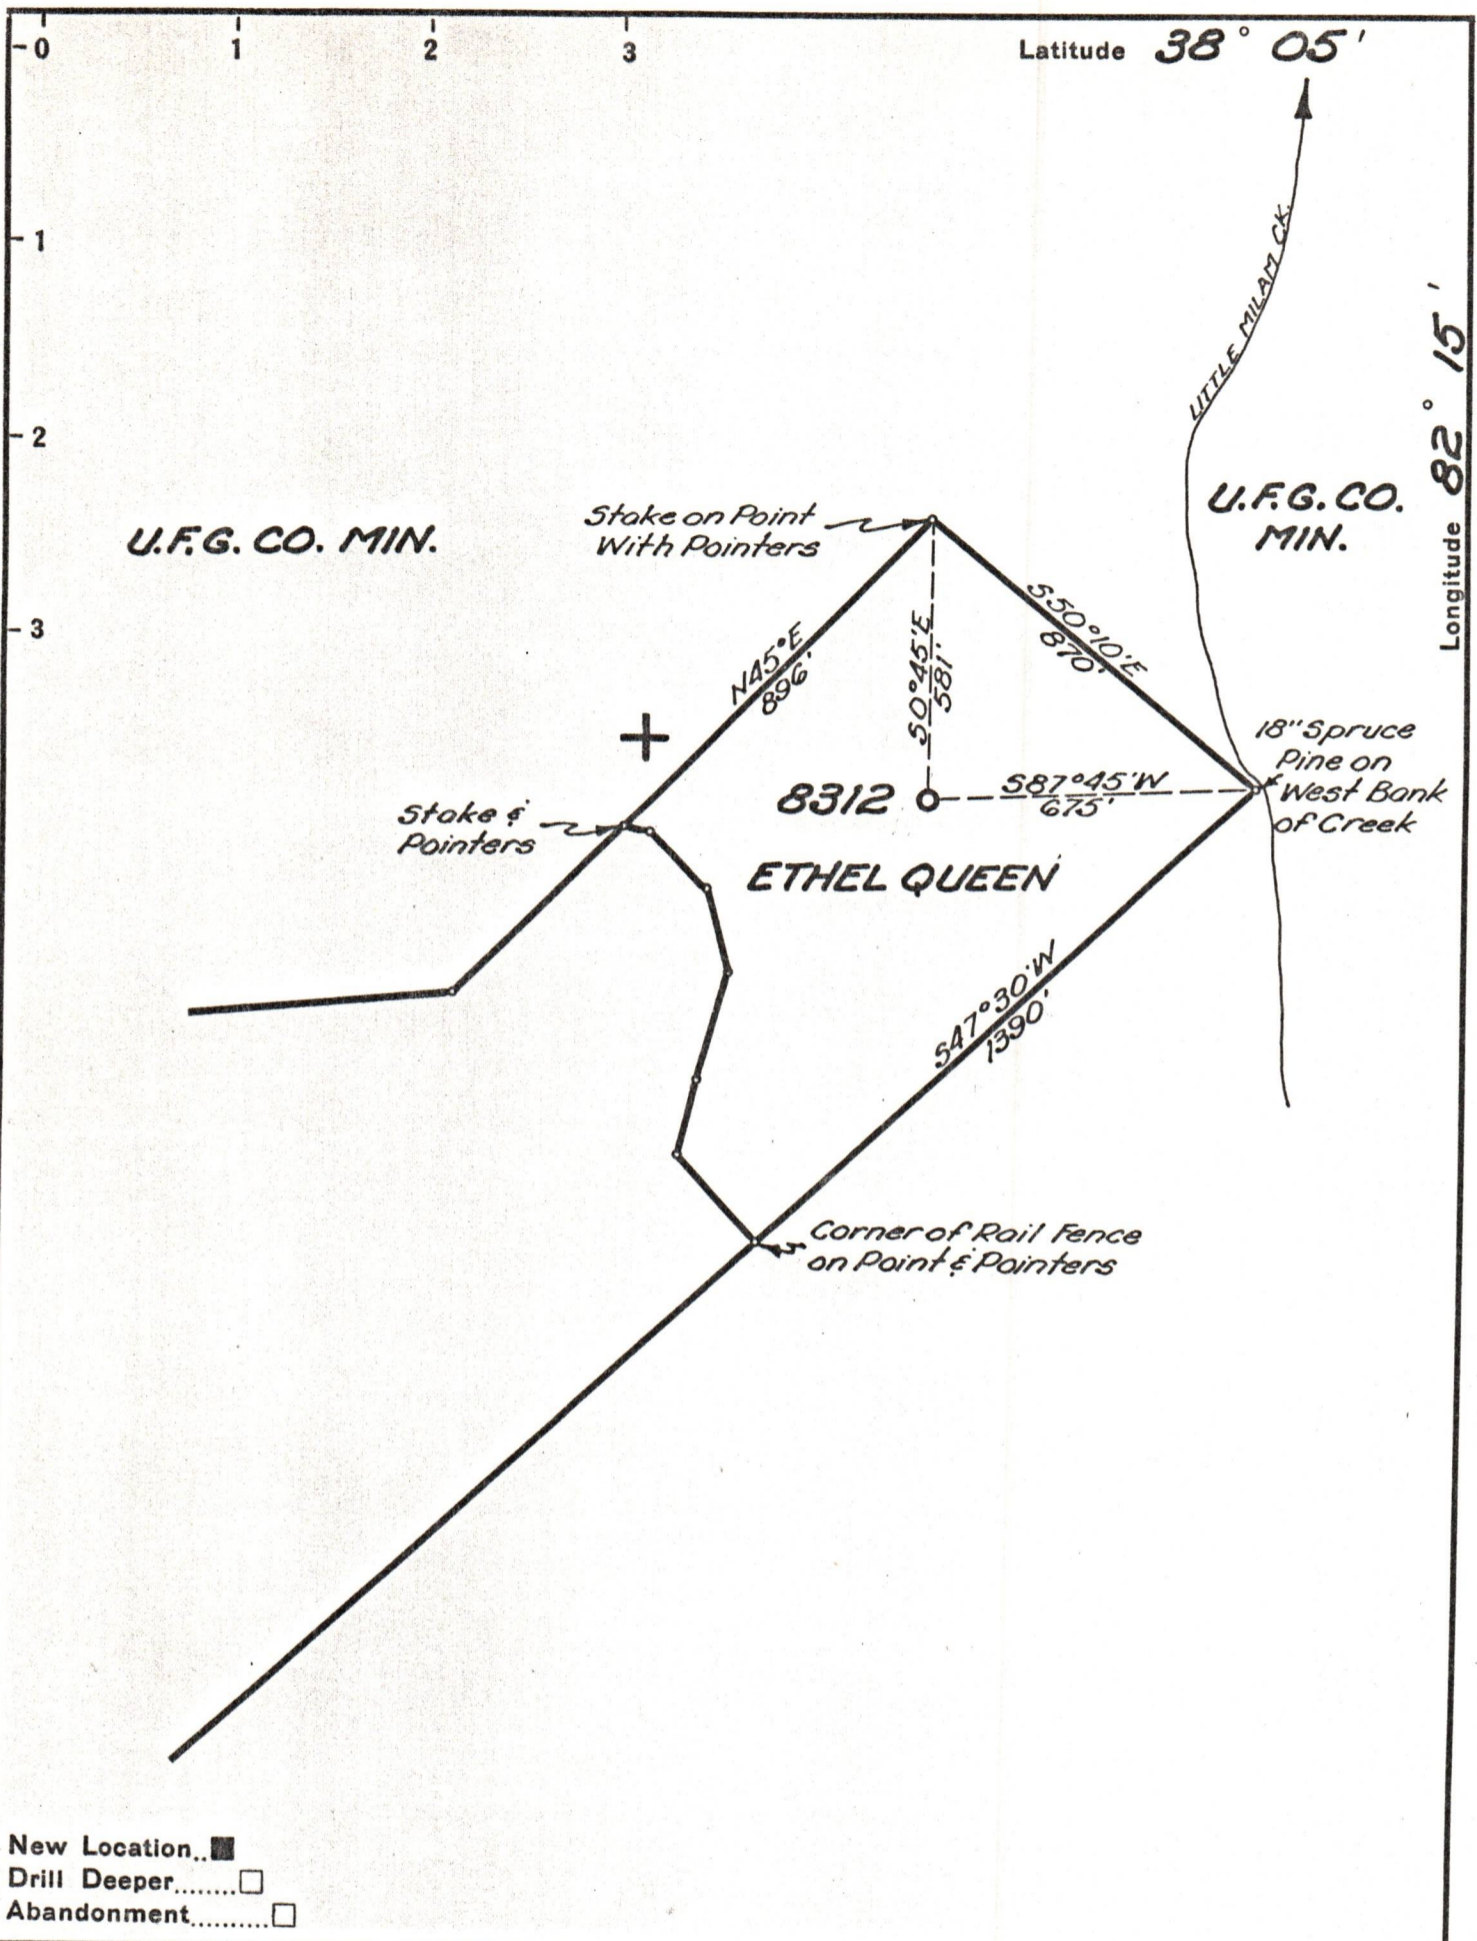 0 1 2 3 Latitude 38° 05'
1
2
3
Longitude 82° 15'
LITTLE MILAM CK.
U.F.G. CO. MIN.
U.F.G. CO.
MIN.
Stake on Point
With Pointers
N45°E
896'
S0°45'E
581'
S50°10'E
870'
18" Spruce
Pine on
West Bank
of Creek
8312
S87°45'W
675'
Stake &
Pointers
ETHEL QUEEN
S47°30'W
1390'
Corner of Rail Fence
on Point & Pointers
New Location..■
Drill Deeper........□
Abandonment..........□